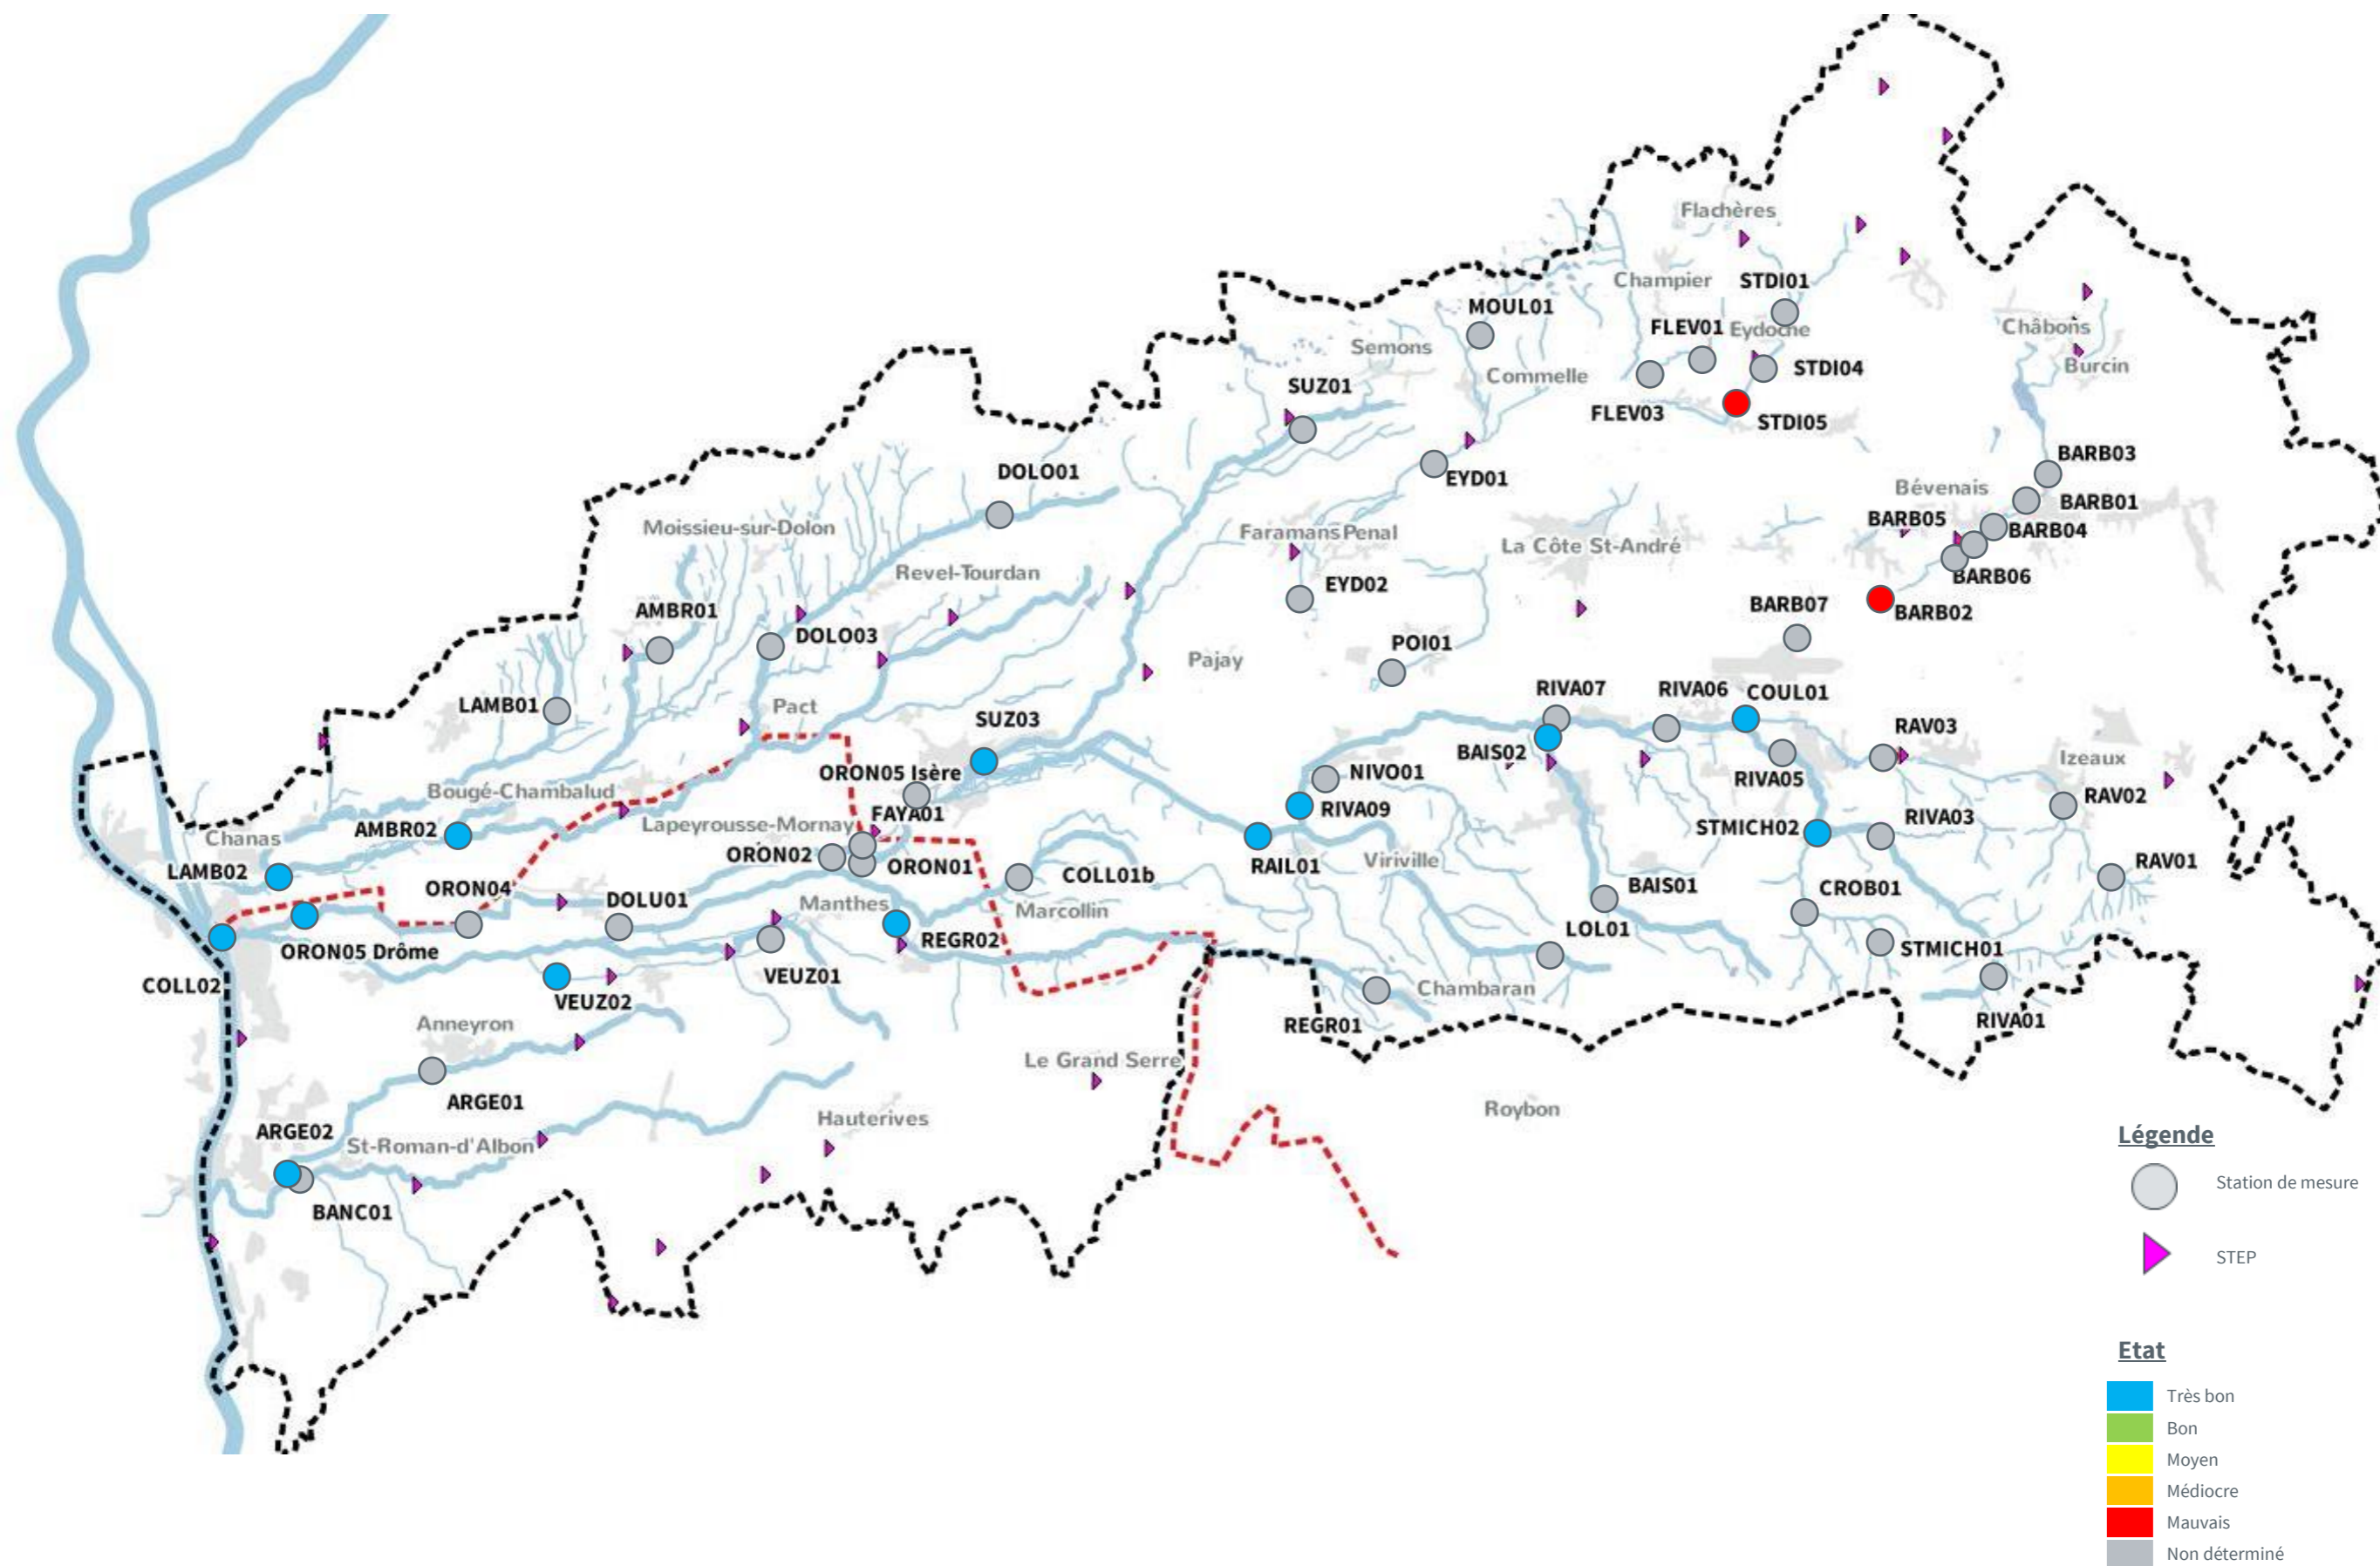 Flachères
Champier
STDI01
MOUL01
FLEV01
Eydoche
Châbons
Semons
Burcin
Commelle
STDI04
SUZ01
FLEV03
STDI05
BARB03
DOLO01
EYD01
Bévenais
BARB01
Moissieu-sur-Dolon
Faramans
Penal
La Côte St-André
BARB05
BARB04
Revel-Tourdan
EYD02
BARB06
AMBR01
BARB07
BARB02
DOLO03
POI01
Pajay
RIVA07
RIVA06
COUL01
LAMB01
Pact
SUZ03
RAV03
BAIS02
Izeaux
ORON05 Isère
NIVO01
RIVA05
Bougé-Chambalud
RAV02
RIVA09
FAYA01
RIVA03
Lapeyrousse-Mornay
STMICH02
AMBR02
Chanas
ORON02
Viriville
RAV01
ORON01
RAIL01
LAMB02
COLL01b
ORON04
BAIS01
CROB01
DOLU01
Manthes
Marcollin
LOL01
REGR02
STMICH01
ORON05 Drôme
VEUZ01
COLL02
Chambaran
VEUZ02
Anneyron
REGR01
RIVA01
Le Grand Serre
ARGE01
Roybon
Hauterives
ARGE02
St-Roman-d'Albon
BANC01
Légende
Station de mesure
STEP
Etat
Très bon
Bon
Moyen
Médiocre
Mauvais
Non déterminé